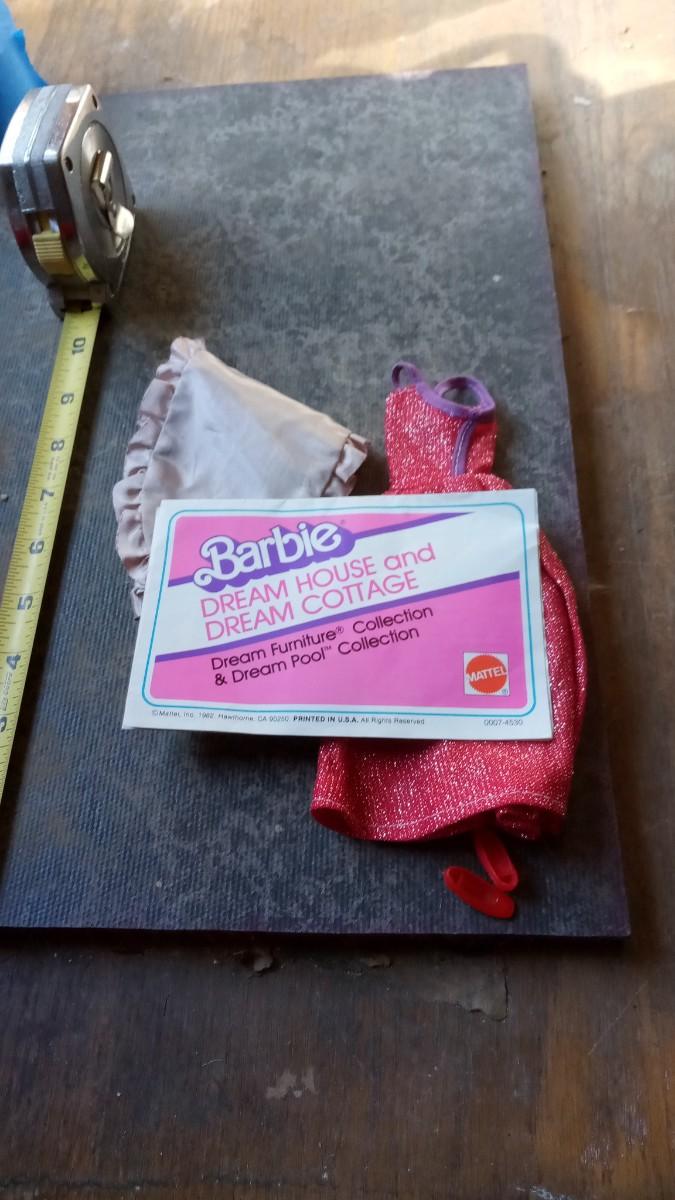 Barbie®
DREAM HOUSE and
DREAM COTTAGE
Dream Furniture® Collection
& Dream Pool™ Collection
MATTEL
®
©Mattel, Inc. 1982. Hawthorne, CA 90250. PRINTED IN U.S.A. All Rights Reserved.
0007-4530
10
9
8
7
6
5
4
3